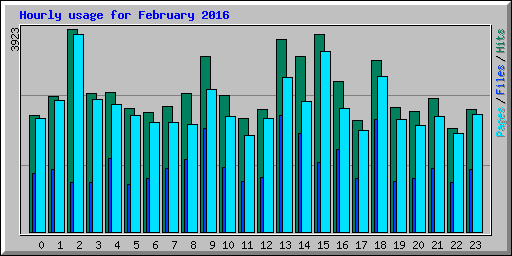 Hourly usage for February 2016
3923
Pages/Files/Hits
0 1 2 3 4 5 6 7 8 9 10 11 12 13 14 15 16 17 18 19 20 21 22 23